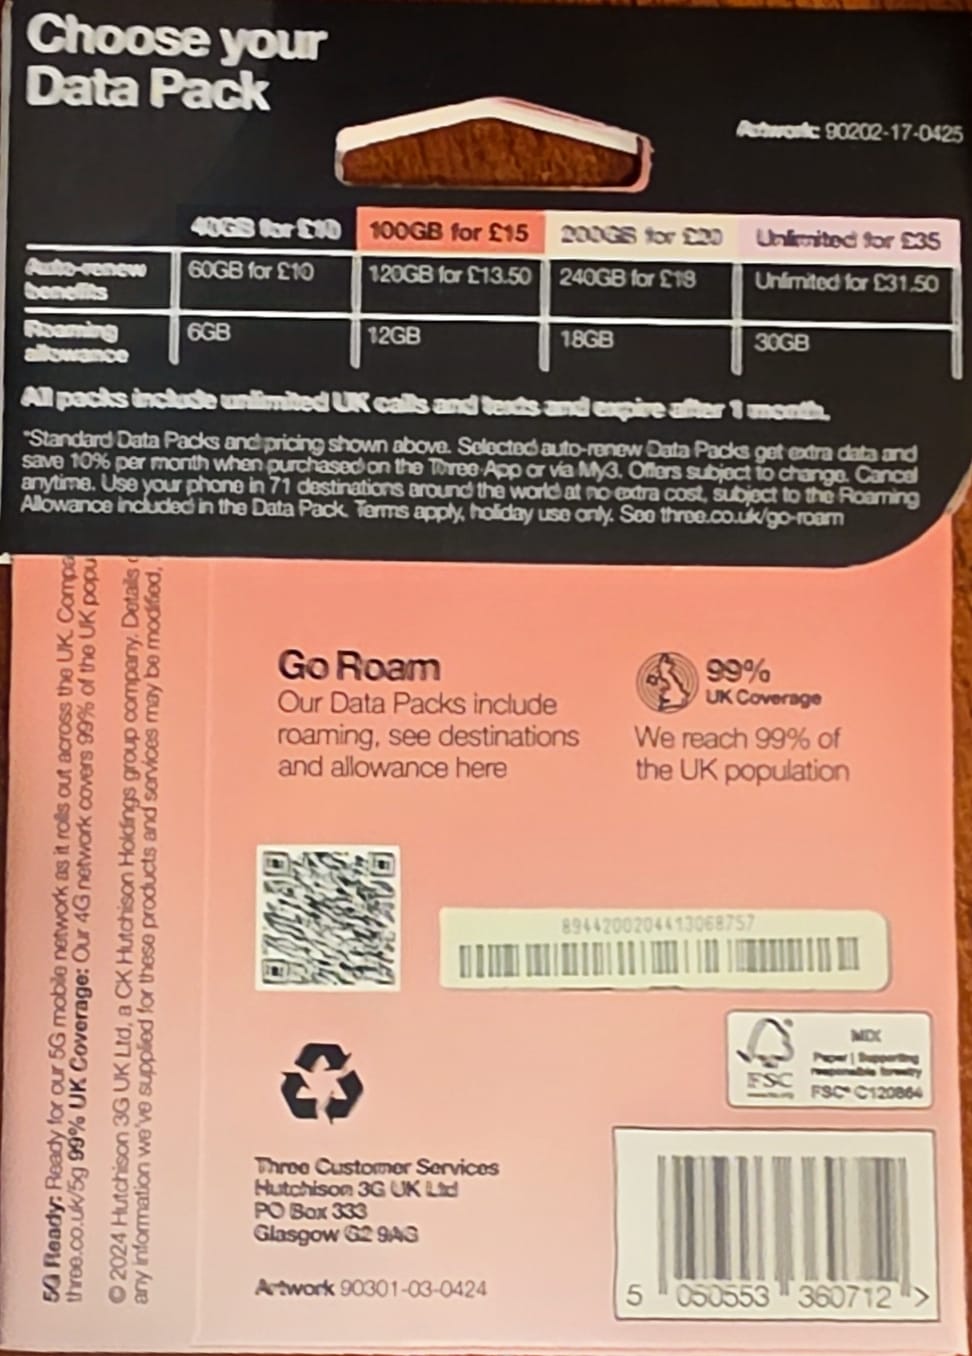 Choose your
Data Pack
Artwork: 90202-17-0425
40GB for £10 100GB for £15 200GB for £20 Unlimited for £35
Auto-renew benefits 60GB for £10 120GB for £13.50 240GB for £18 Unlimited for £31.50
Roaming allowance 6GB 12GB 18GB 30GB
All packs include unlimited UK calls and texts and expire after 1 month.
*Standard Data Packs and pricing shown above. Selected auto-renew Data Packs get extra data and
save 10% per month when purchased on the Three App or via My3. Offers subject to change. Cancel
anytime. Use your phone in 71 destinations around the world at no extra cost, subject to the Roaming
Allowance included in the Data Pack. Terms apply, holiday use only. See three.co.uk/go-roam
5G Ready: Ready for our 5G mobile network as it rolls out across the UK.
three.co.uk/5g 99% UK Coverage: Our 4G network covers 99% of the UK
© 2024 Hutchison 3G UK Ltd, a CK Hutchison Holdings group company. Details
any information we've supplied for these products and services may be modified,
Go Roam
Our Data Packs include
roaming, see destinations
and allowance here
99%
UK Coverage
We reach 99% of
the UK population
8944200204413068757
FSC
MIX
Paper | Supporting
responsible forestry
FSC® C120864
Three Customer Services
Hutchison 3G UK Ltd
PO Box 333
Glasgow G2 9AG
Artwork 90301-03-0424
5 050553 360712 >